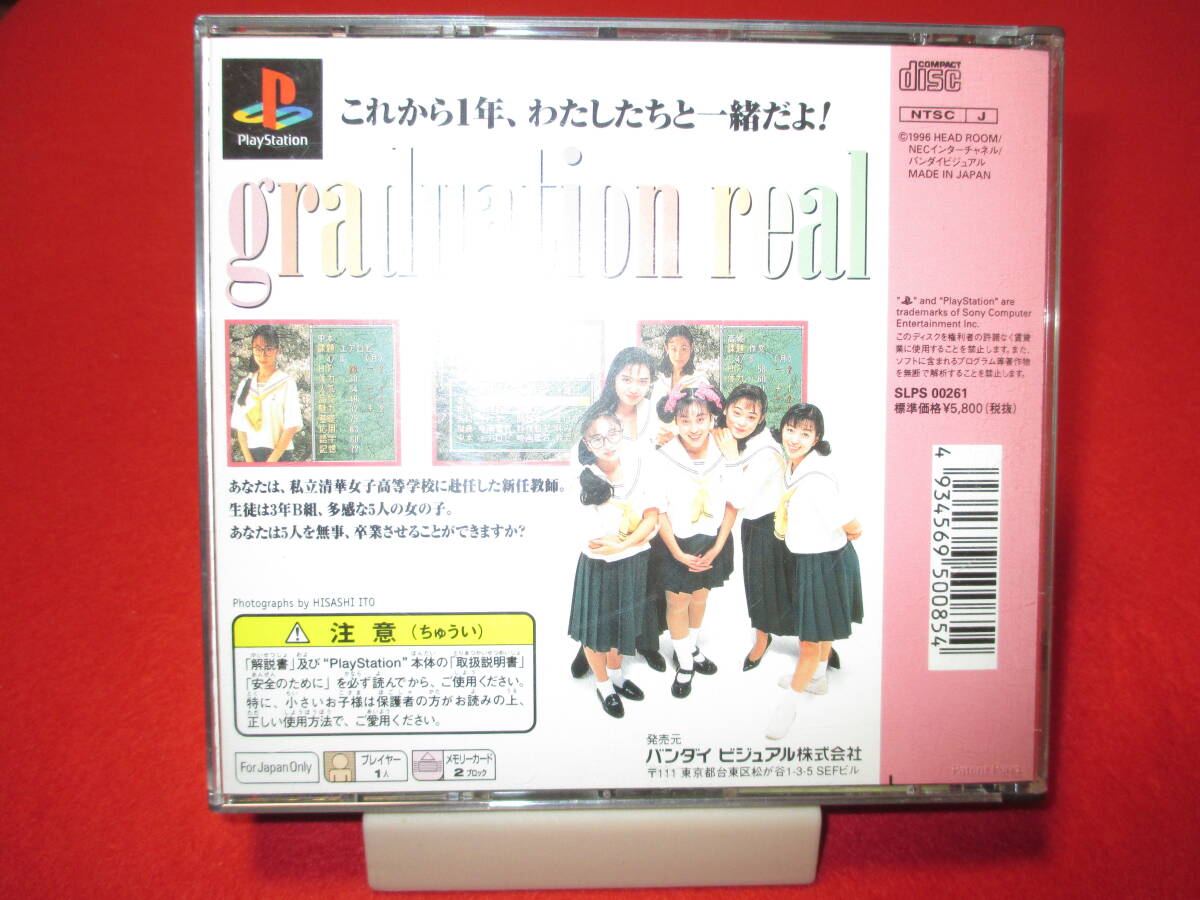 PlayStation
これから1年、わたしたちと一緒だよ!
graduation real
あなたは、私立清華女子高等学校に赴任した新任教師。
生徒は3年B組、多感な5人の女の子。
あなたは5人を無事、卒業させることができますか?
Photographs by HISASHI ITO
注意(ちゅうい)
「解説書」及び"PlayStation"本体の「取扱説明書」
「安全のために」を必ず読んでから、ご使用ください。
特に、小さいお子様は保護者の方がお読みの上、
正しい使用方法で、ご愛用ください。
For Japan Only
プレイヤー
1人
メモリーカード
2ブロック
発売元
バンダイ ビジュアル株式会社
〒111 東京都台東区松が谷1-3-5 SEFビル
COMPACT
disc
NTSC J
©1996 HEAD ROOM/
NECインターチャネル/
バンダイビジュアル
MADE IN JAPAN
" " and "PlayStation" are
trademarks of Sony Computer
Entertainment Inc.
このディスクを権利者の許諾なく賃貸
業に使用することを禁止します。また、
ソフトに含まれるプログラム等著作物
を無断で解析することを禁止します。
SLPS 00261
標準価格¥5,800(税抜)
4 934569 500854